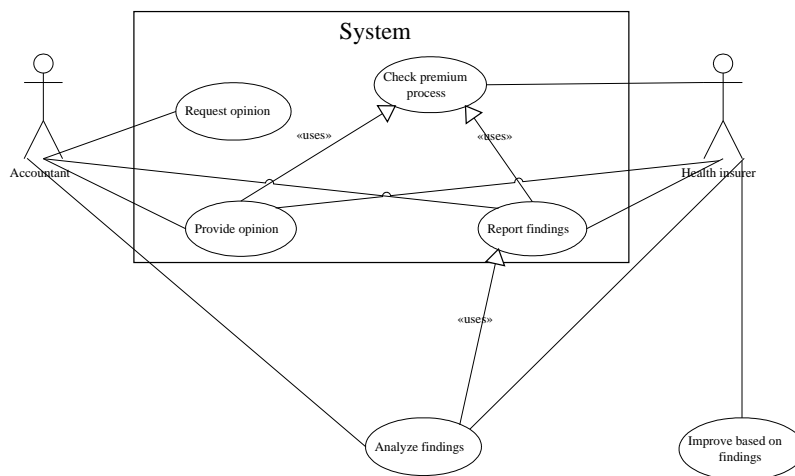 System
Check premium
process
Request opinion
«uses»
«uses»
Accountant
Health insurer
Provide opinion
Report findings
«uses»
Analyze findings
Improve based on
findings